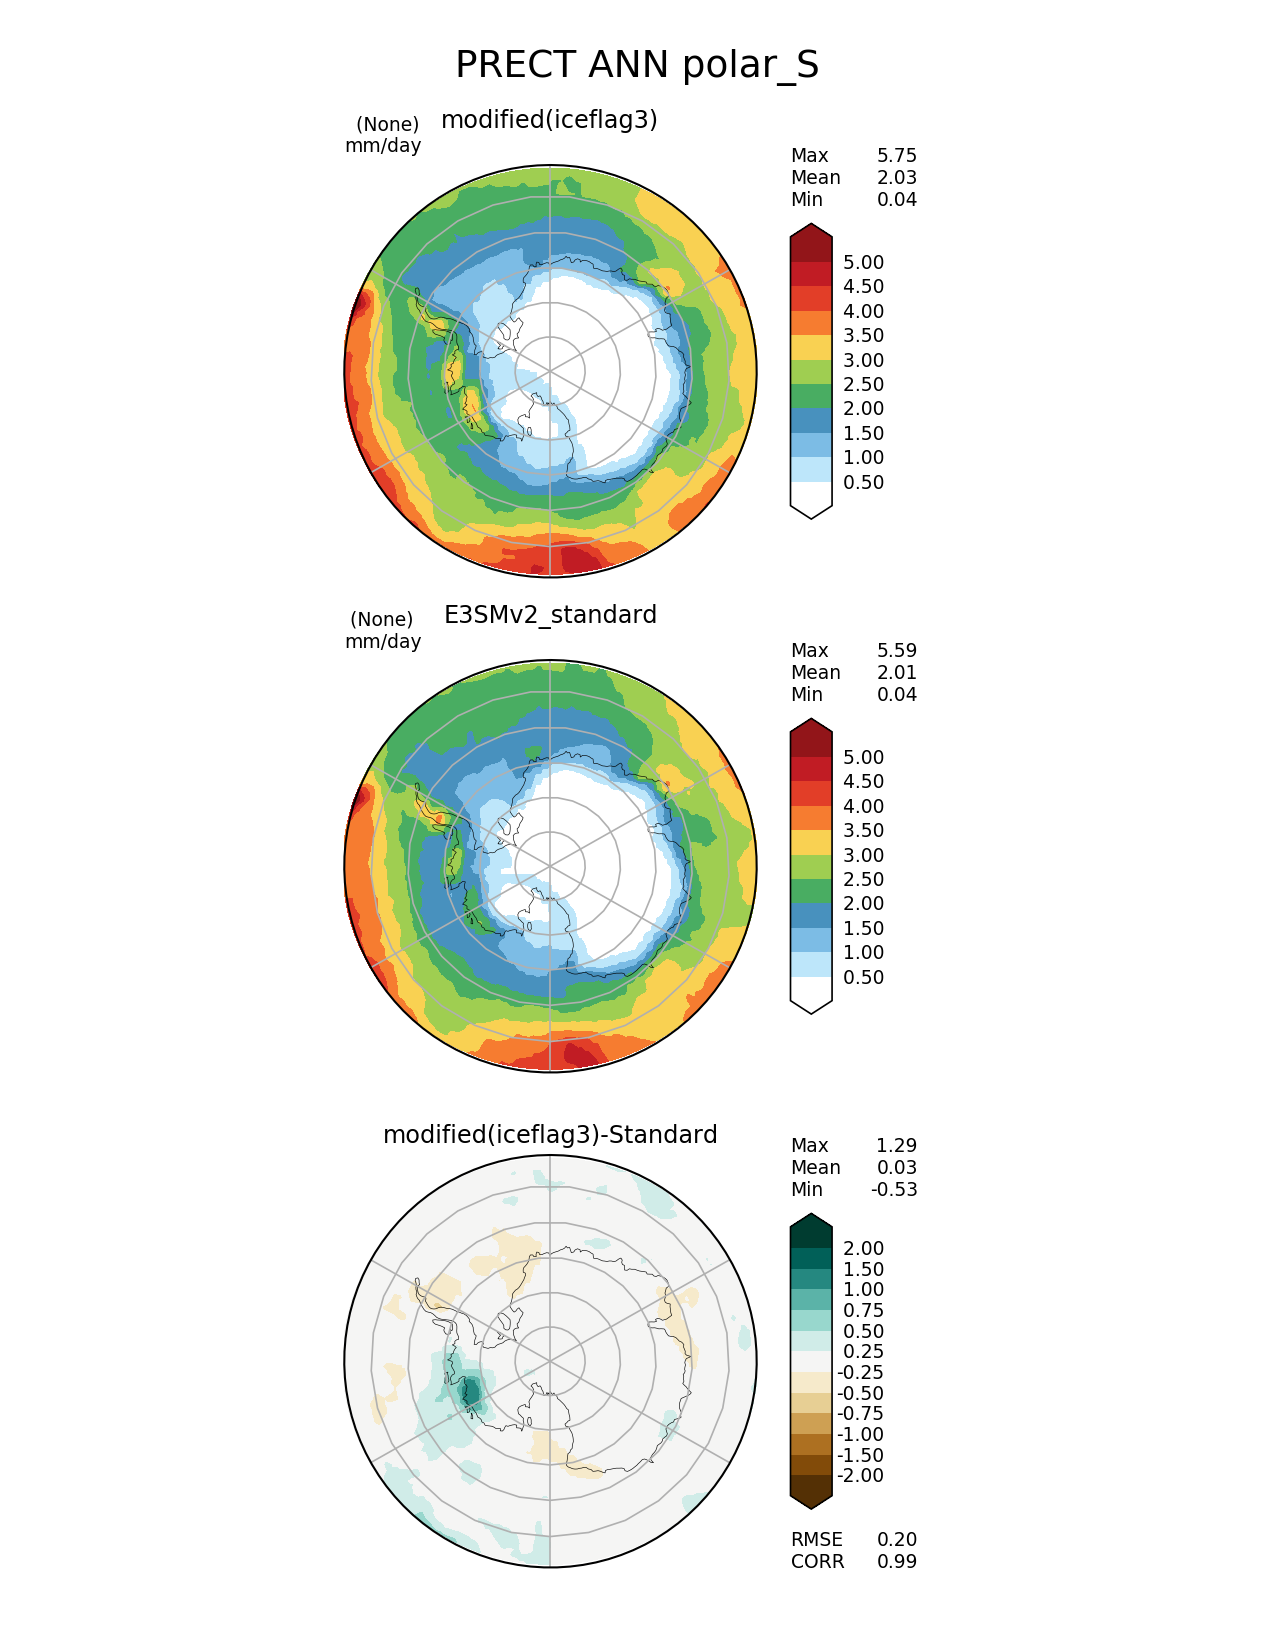 PRECT ANN polar_S
(None)
mm/day
modified(iceflag3)
Max 5.75
Mean 2.03
Min 0.04
5.00
4.50
4.00
3.50
3.00
2.50
2.00
1.50
1.00
0.50
(None)
mm/day
E3SMv2_standard
Max 5.59
Mean 2.01
Min 0.04
5.00
4.50
4.00
3.50
3.00
2.50
2.00
1.50
1.00
0.50
modified(iceflag3)-Standard
Max 1.29
Mean 0.03
Min -0.53
2.00
1.50
1.00
0.75
0.50
0.25
-0.25
-0.50
-0.75
-1.00
-1.50
-2.00
RMSE 0.20
CORR 0.99